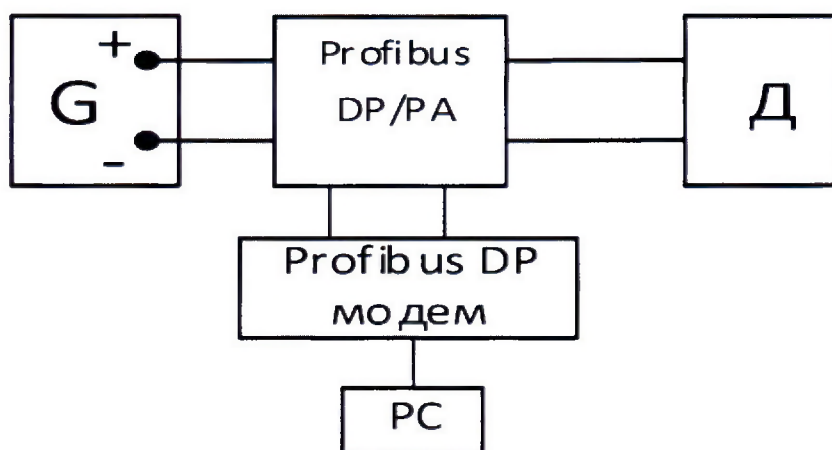 +
G
-
Profibus
DP/PA
Д
Profibus DP
модем
PC